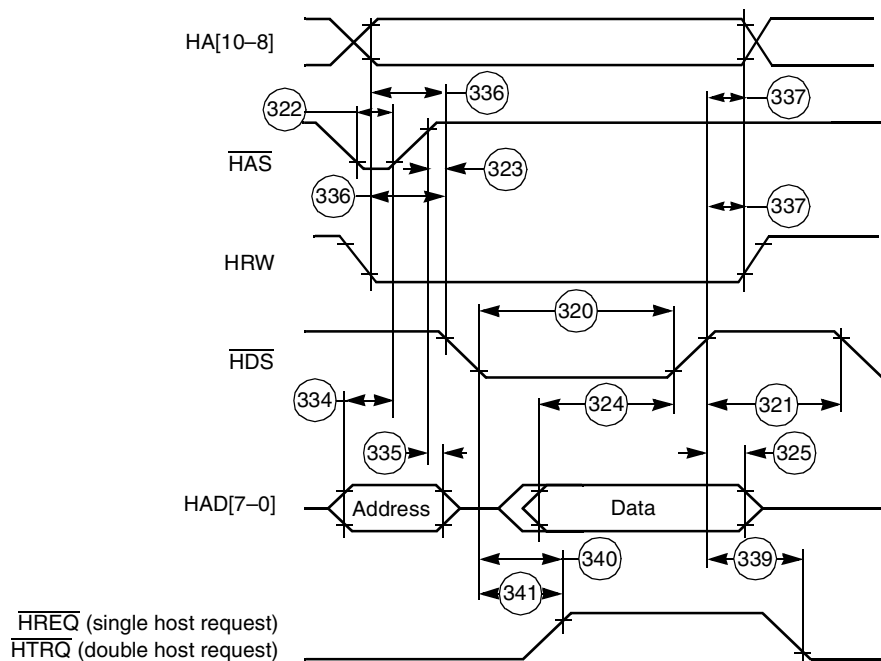 HA[10–8]
336
337
322
HAS
323
336
337
HRW
320
HDS
334
324
321
335
325
HAD[7–0]
Address
Data
340
339
341
HREQ (single host request)
HTRQ (double host request)